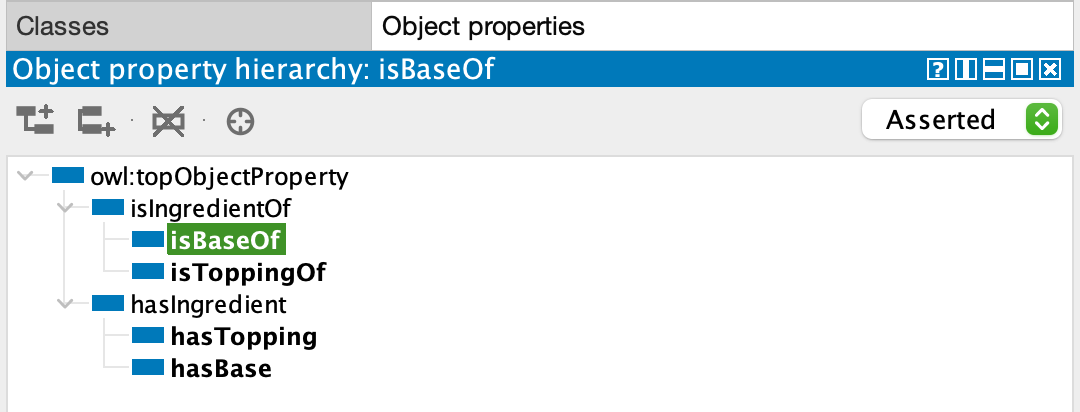 Classes Object properties
Object property hierarchy: isBaseOf
Asserted
owl:topObjectProperty
isIngredientOf
isBaseOf
isToppingOf
hasIngredient
hasTopping
hasBase